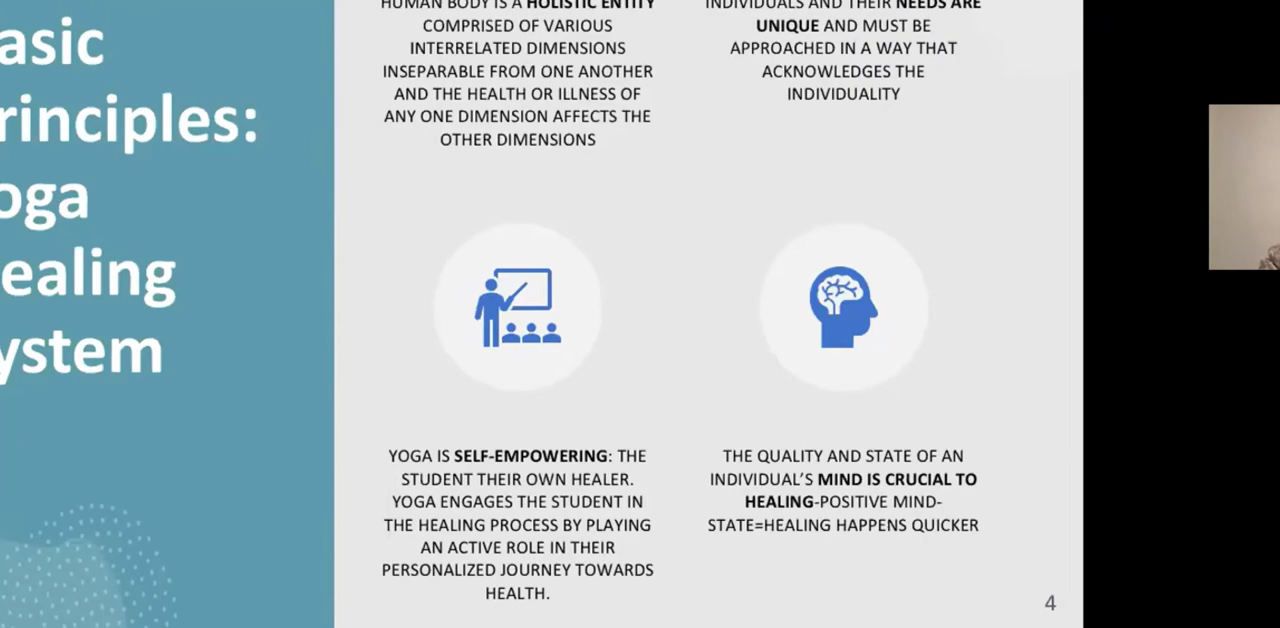 asic
rinciples:
oga
ealing
ystem
HUMAN BODY IS A HOLISTIC ENTITY
COMPRISED OF VARIOUS
INTERRELATED DIMENSIONS
INSEPARABLE FROM ONE ANOTHER
AND THE HEALTH OR ILLNESS OF
ANY ONE DIMENSION AFFECTS THE
OTHER DIMENSIONS
INDIVIDUALS AND THEIR NEEDS ARE
UNIQUE AND MUST BE
APPROACHED IN A WAY THAT
ACKNOWLEDGES THE
INDIVIDUALITY
YOGA IS SELF-EMPOWERING: THE
STUDENT THEIR OWN HEALER.
YOGA ENGAGES THE STUDENT IN
THE HEALING PROCESS BY PLAYING
AN ACTIVE ROLE IN THEIR
PERSONALIZED JOURNEY TOWARDS
HEALTH.
THE QUALITY AND STATE OF AN
INDIVIDUAL’S MIND IS CRUCIAL TO
HEALING-POSITIVE MIND-
STATE=HEALING HAPPENS QUICKER
4